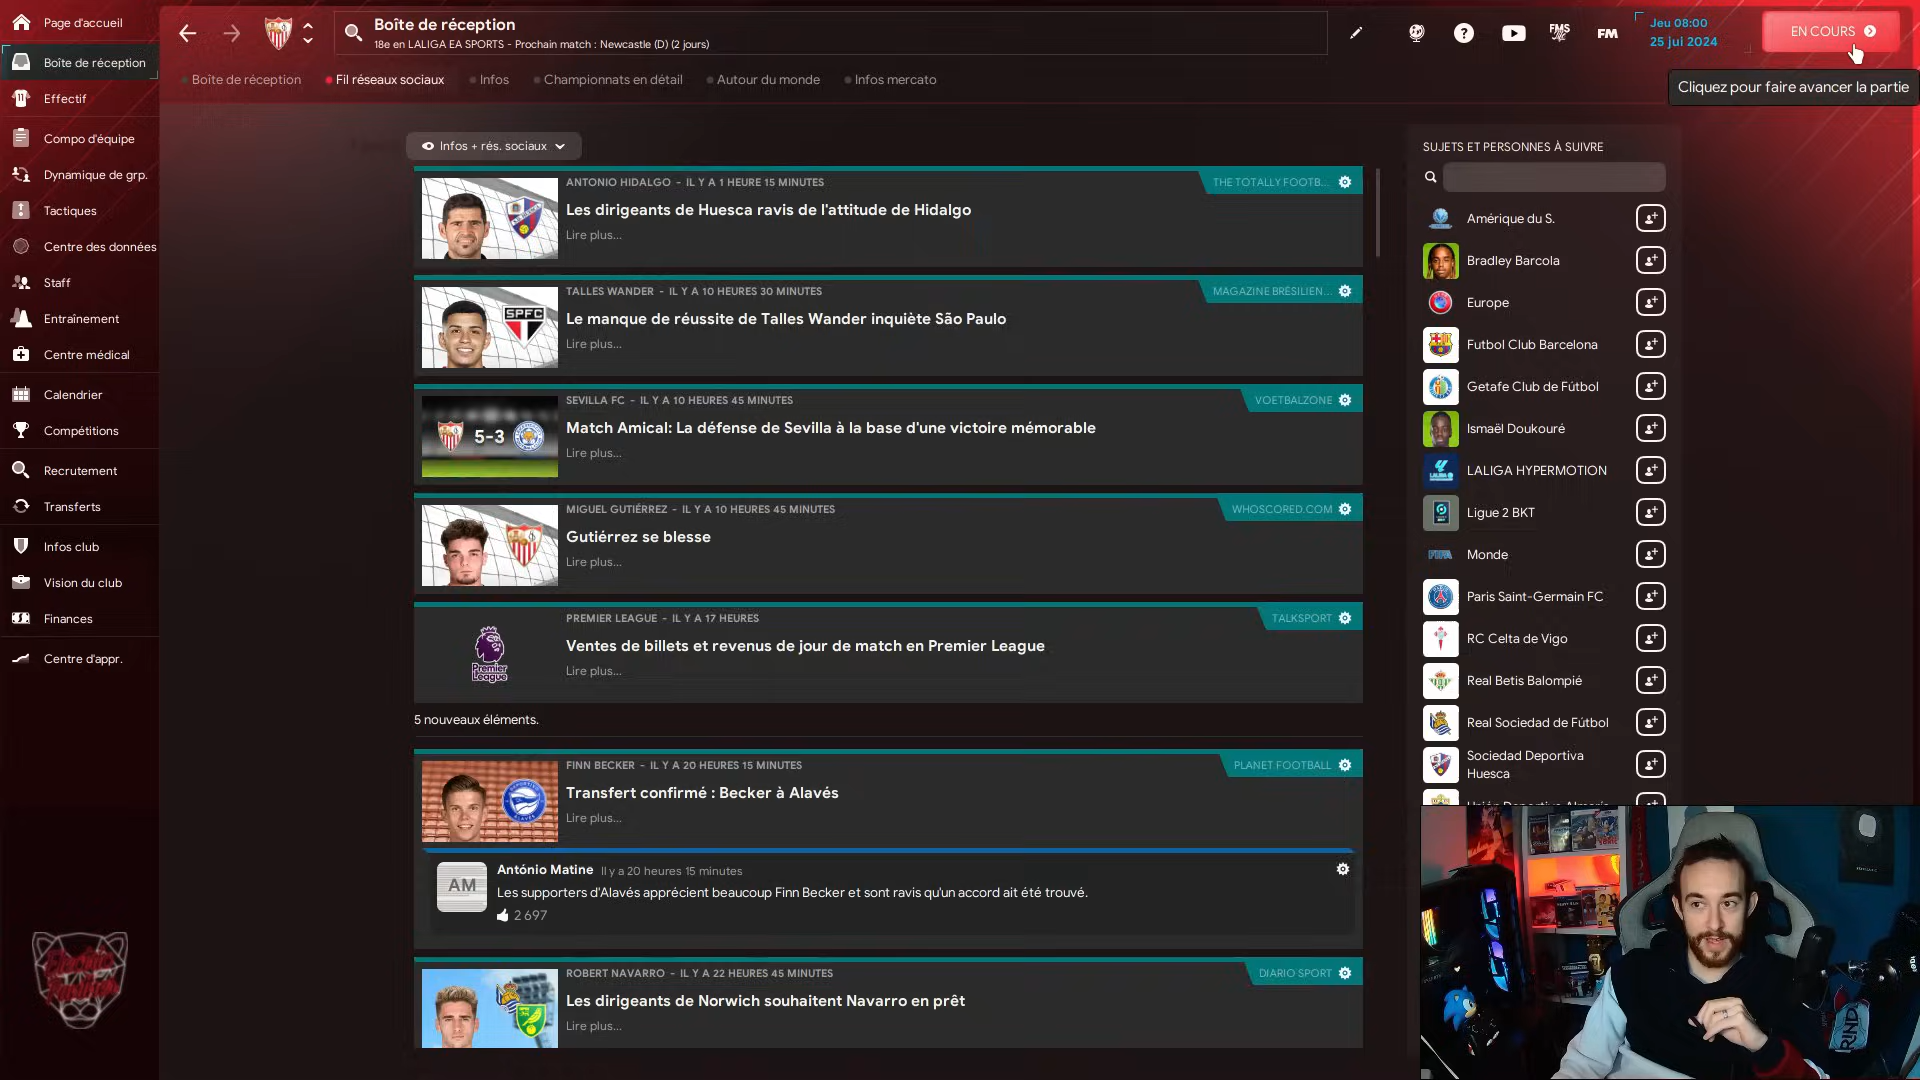 Page d'accueil
Boîte de réception
Effectif
Compo d'équipe
Dynamique de grp.
Tactiques
Centre des données
Staff
Entraînement
Centre médical
Calendrier
Compétitions
Recrutement
Transferts
Infos club
Vision du club
Finances
Centre d'appr.
Boîte de réception
18e en LALIGA EA SPORTS - Prochain match : Newcastle (D) (2 jours)
FM
Jeu 08:00
25 jui 2024
EN COURS
Cliquez pour faire avancer la partie
Boîte de réception
Fil réseaux sociaux
Infos
Championnats en détail
Autour du monde
Infos mercato
Infos + rés. sociaux
ANTONIO HIDALGO - IL Y A 1 HEURE 15 MINUTES
THE TOTALLY FOOTB...
Les dirigeants de Huesca ravis de l'attitude de Hidalgo
Lire plus...
TALLES WANDER - IL Y A 10 HEURES 30 MINUTES
MAGAZINE BRÉSILIEN...
SPFC
Le manque de réussite de Talles Wander inquiète São Paulo
Lire plus...
SEVILLA FC - IL Y A 10 HEURES 45 MINUTES
VOETBALZONE
5-3
Match Amical: La défense de Sevilla à la base d'une victoire mémorable
Lire plus...
MIGUEL GUTIÉRREZ - IL Y A 10 HEURES 45 MINUTES
WHOSCORED.COM
Gutiérrez se blesse
Lire plus...
PREMIER LEAGUE - IL Y A 17 HEURES
TALKSPORT
Premier League
Ventes de billets et revenus de jour de match en Premier League
Lire plus...
5 nouveaux éléments.
FINN BECKER - IL Y A 20 HEURES 15 MINUTES
PLANET FOOTBALL
Transfert confirmé : Becker à Alavés
Lire plus...
AM
António Matine Il y a 20 heures 15 minutes
Les supporters d'Alavés apprécient beaucoup Finn Becker et sont ravis qu'un accord ait été trouvé.
2 697
ROBERT NAVARRO - IL Y A 22 HEURES 45 MINUTES
DIARIO SPORT
Les dirigeants de Norwich souhaitent Navarro en prêt
Lire plus...
SUJETS ET PERSONNES À SUIVRE
Amérique du S.
Bradley Barcola
Europe
Futbol Club Barcelona
Getafe Club de Fútbol
Ismaël Doukouré
LALIGA HYPERMOTION
Ligue 2 BKT
FIFA
Monde
Paris Saint-Germain FC
RC Celta de Vigo
Real Betis Balompié
Real Sociedad de Fútbol
Sociedad Deportiva
Huesca